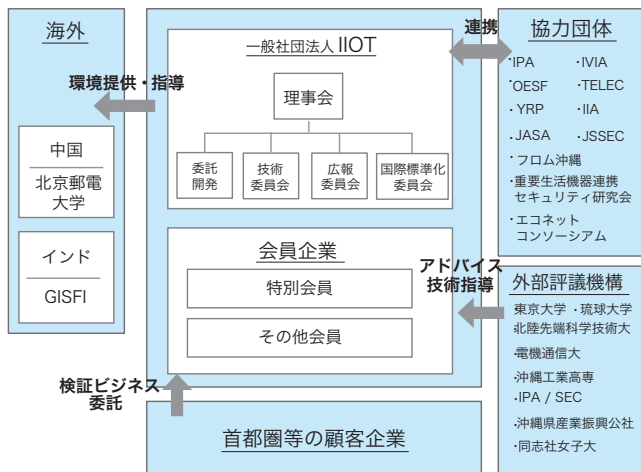 海外
環境提供・指導
中国
北京郵電
大学
インド
GISFI
一般社団法人 IIOT
理事会
委託
開発
技術
委員会
広報
委員会
国際標準化
委員会
会員企業
特別会員
その他会員
検証ビジネス
委託
首都圏等の顧客企業
連携
協力団体
・IPA ・IVIA
・OESF ・TELEC
・YRP ・IIA
・JASA ・JSSEC
・フロム沖縄
・重要生活機器連携
セキュリティ研究会
・エコネット
コンソーシアム
アドバイス
技術指導
外部評議機構
・東京大学 ・琉球大学
・北陸先端科学技術大
・電機通信大
・沖縄工業高専
・IPA / SEC
・沖縄県産業振興公社
・同志社女子大